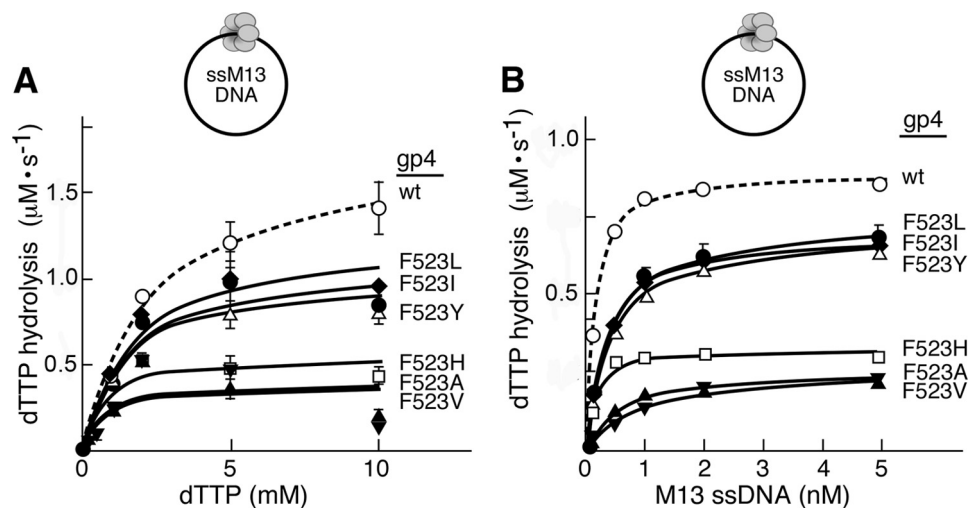 A
ssM13
DNA
dTTP hydrolysis (μM·s⁻¹)
1.5
1.0
0.5
0
5
10
dTTP (mM)
gp4
wt
F523L
F523I
F523Y
F523H
F523A
F523V
B
ssM13
DNA
dTTP hydrolysis (μM·s⁻¹)
1.0
0.5
0
1
2
3
4
5
M13 ssDNA (nM)
gp4
wt
F523L
F523I
F523Y
F523H
F523A
F523V